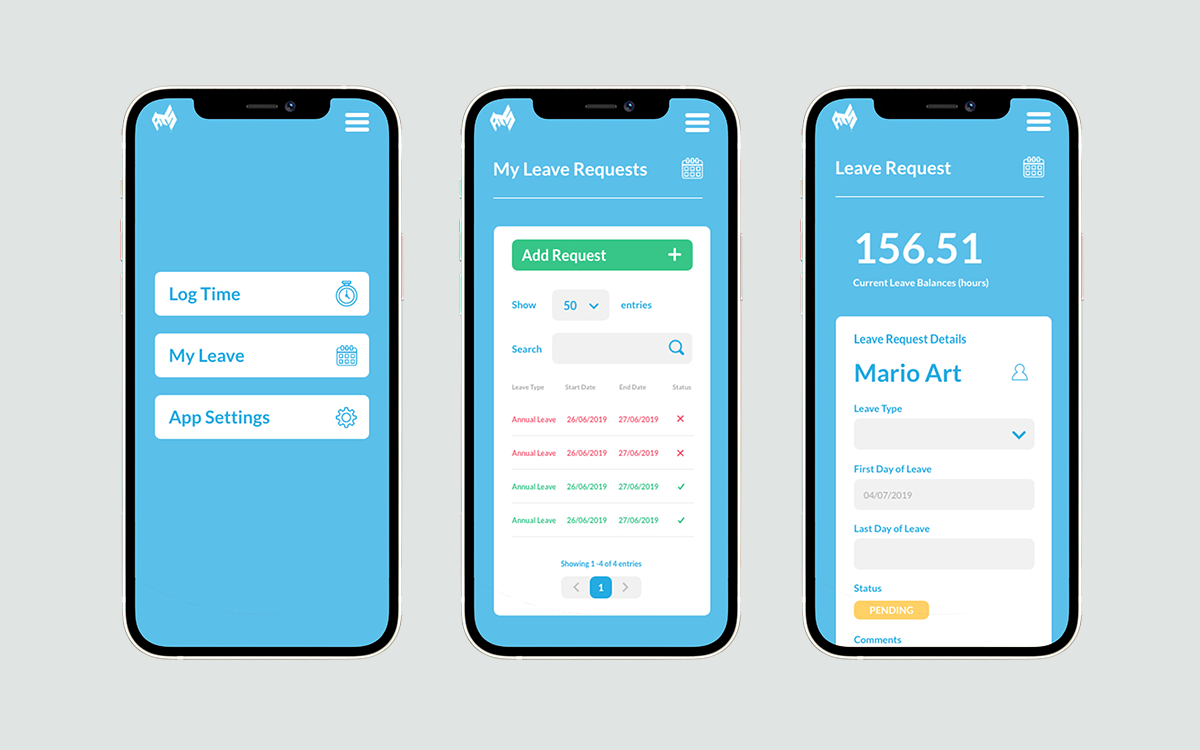 Log Time
My Leave
App Settings
My Leave Requests
Add Request +
Show 50 entries
Search
Leave Type Start Date End Date Status
Annual Leave 26/06/2019 27/06/2019
Annual Leave 26/06/2019 27/06/2019
Annual Leave 26/06/2019 27/06/2019
Annual Leave 26/06/2019 27/06/2019
Showing 1 -4 of 4 entries
1
Leave Request
156.51
Current Leave Balances (hours)
Leave Request Details
Mario Art
Leave Type
First Day of Leave
04/07/2019
Last Day of Leave
Status
PENDING
Comments